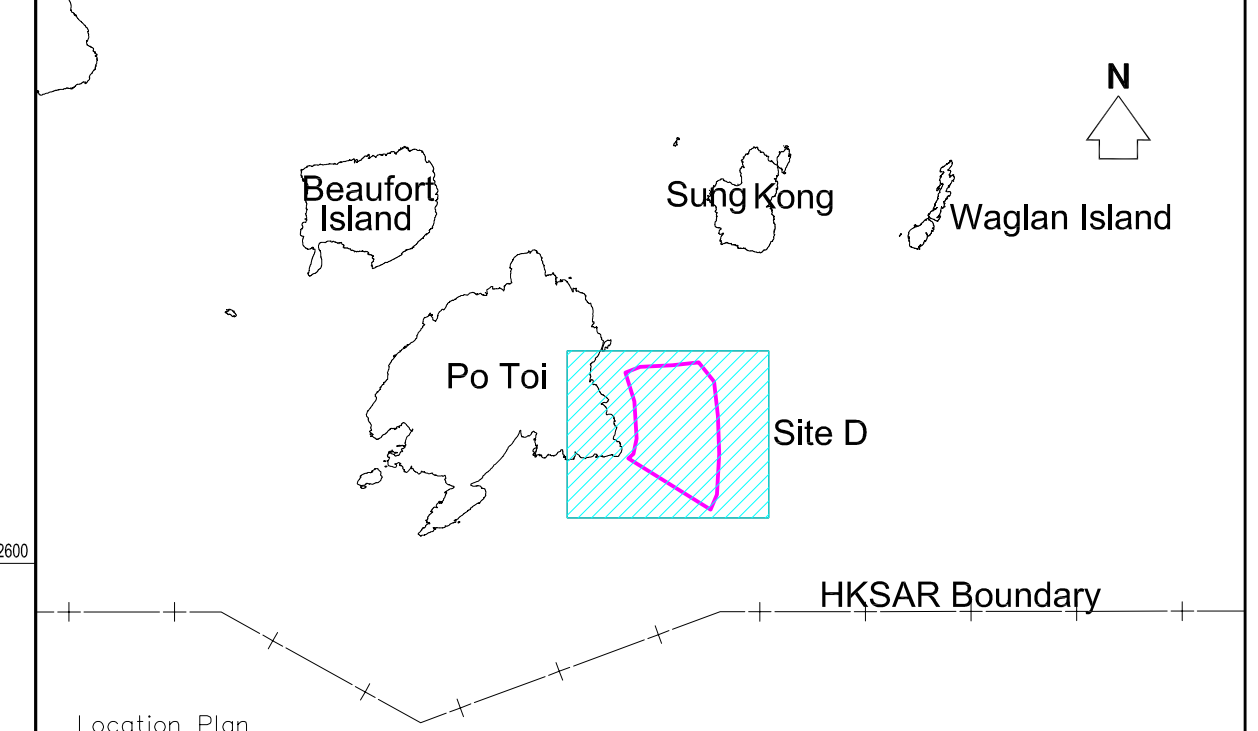 N
Beaufort
Island
Sung Kong
Waglan Island
Po Toi
Site D
2600
HKSAR Boundary
Location Plan